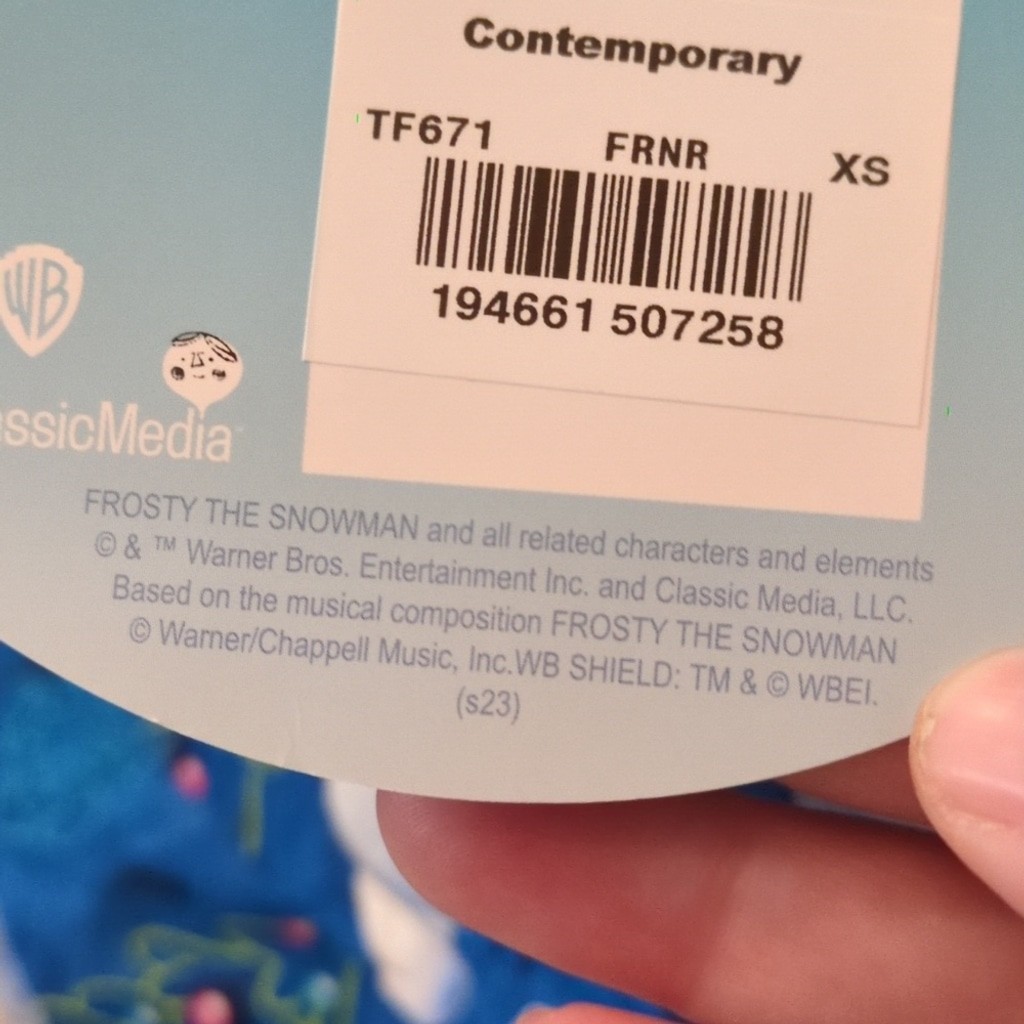 Contemporary
TF671 FRNR XS
194661 507258
WB
ssicMedia
FROSTY THE SNOWMAN and all related characters and elements
© & ™ Warner Bros. Entertainment Inc. and Classic Media, LLC.
Based on the musical composition FROSTY THE SNOWMAN
© Warner/Chappell Music, Inc.WB SHIELD: TM & © WBEI.
(s23)